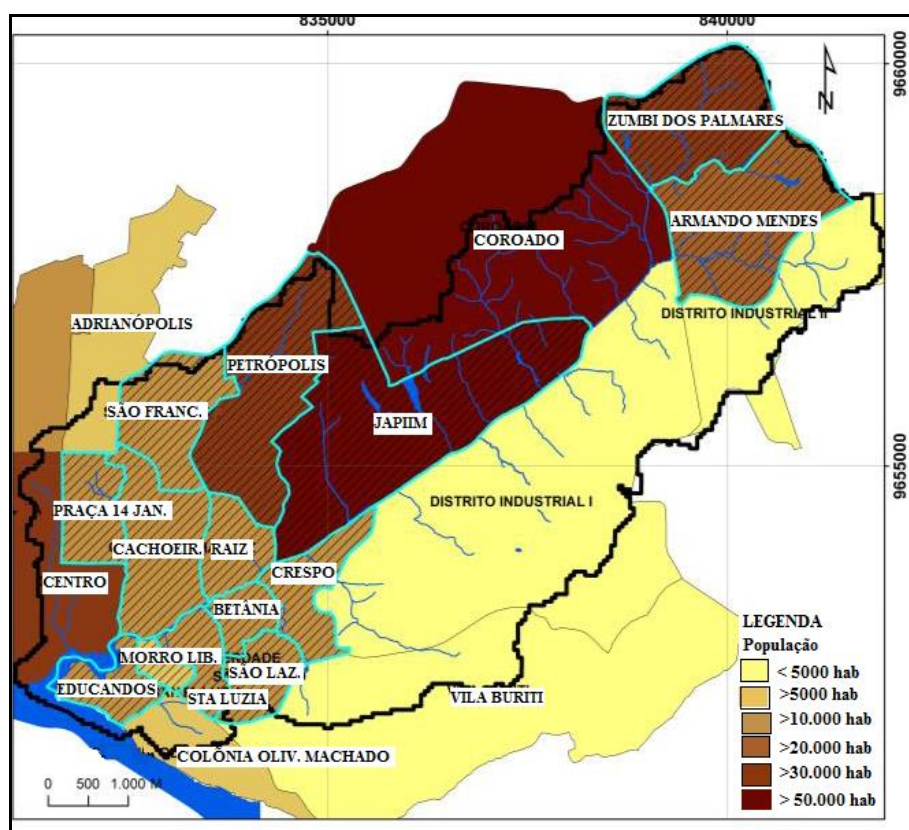 835000
840000
9660000
N
ZUMBI DOS PALMARES
ARMANDO MENDES
COROADO
DISTRITO INDUSTRIAL II
ADRIANÓPOLIS
PETRÓPOLIS
SÃO FRANC.
JAPIIM
9655000
DISTRITO INDUSTRIAL I
PRAÇA 14 JAN.
CACHOEIR.
RAIZ
CRESPO
CENTRO
BETÂNIA
MORRO LIB.
SÃO LAZ.
EDUCANDOS
STA LUZIA
VILA BURITI
COLÔNIA OLIV. MACHADO
LEGENDA
População
< 5000 hab
>5000 hab
>10.000 hab
>20.000 hab
>30.000 hab
> 50.000 hab
0 500 1.000 M